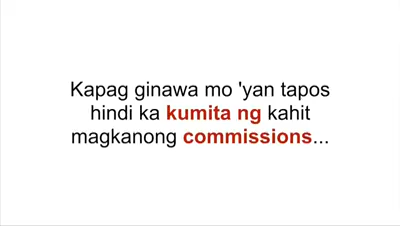 Kapag ginawa mo 'yan tapos
hindi ka kumita ng kahit
magkanong commissions...